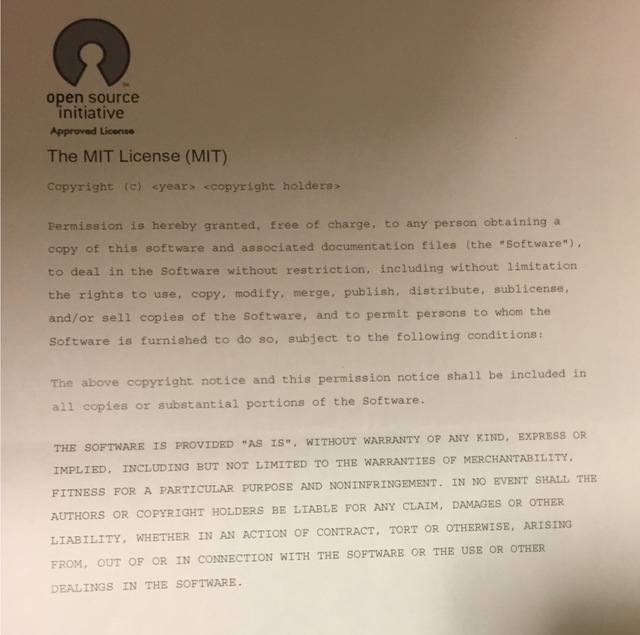 open source
initiative
Approved License
The MIT License (MIT)
Copyright (c) <year> <copyright holders>
Permission is hereby granted, free of charge, to any person obtaining a
copy of this software and associated documentation files (the "Software"),
to deal in the Software without restriction, including without limitation
the rights to use, copy, modify, merge, publish, distribute, sublicense,
and/or sell copies of the Software, and to permit persons to whom the
Software is furnished to do so, subject to the following conditions:
The above copyright notice and this permission notice shall be included in
all copies or substantial portions of the Software.
THE SOFTWARE IS PROVIDED "AS IS", WITHOUT WARRANTY OF ANY KIND, EXPRESS OR
IMPLIED, INCLUDING BUT NOT LIMITED TO THE WARRANTIES OF MERCHANTABILITY,
FITNESS FOR A PARTICULAR PURPOSE AND NONINFRINGEMENT. IN NO EVENT SHALL THE
AUTHORS OR COPYRIGHT HOLDERS BE LIABLE FOR ANY CLAIM, DAMAGES OR OTHER
LIABILITY, WHETHER IN AN ACTION OF CONTRACT, TORT OR OTHERWISE, ARISING
FROM, OUT OF OR IN CONNECTION WITH THE SOFTWARE OR THE USE OR OTHER
DEALINGS IN THE SOFTWARE.